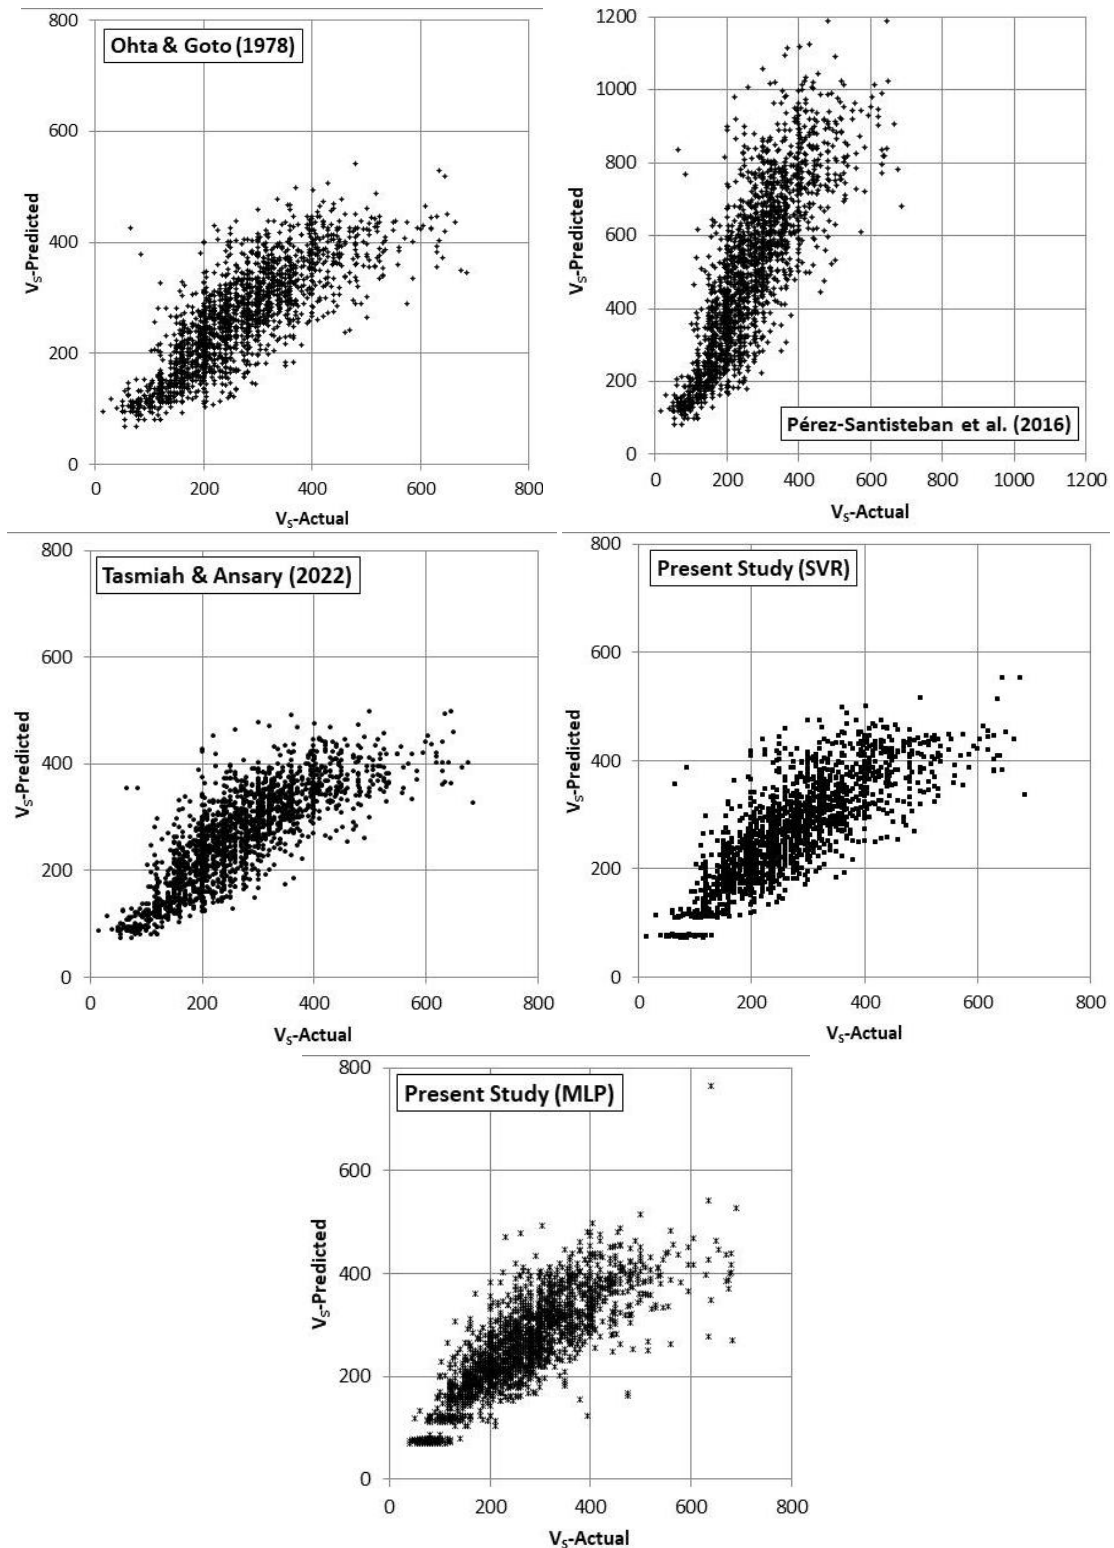 800
Ohta & Goto (1978)
600
400
200
0
0 200 400 600 800
Vs-Predicted
Vs-Actual
1200
1000
800
600
400
200
0
Pérez-Santisteban et al. (2016)
0 200 400 600 800 1000 1200
Vs-Predicted
Vs-Actual
800
Tasmiah & Ansary (2022)
600
400
200
0
0 200 400 600 800
Vs-Predicted
Vs-Actual
800
Present Study (SVR)
600
400
200
0
0 200 400 600 800
Vs-Predicted
Vs-Actual
800
Present Study (MLP)
600
400
200
0
0 200 400 600 800
Vs-Predicted
Vs-Actual